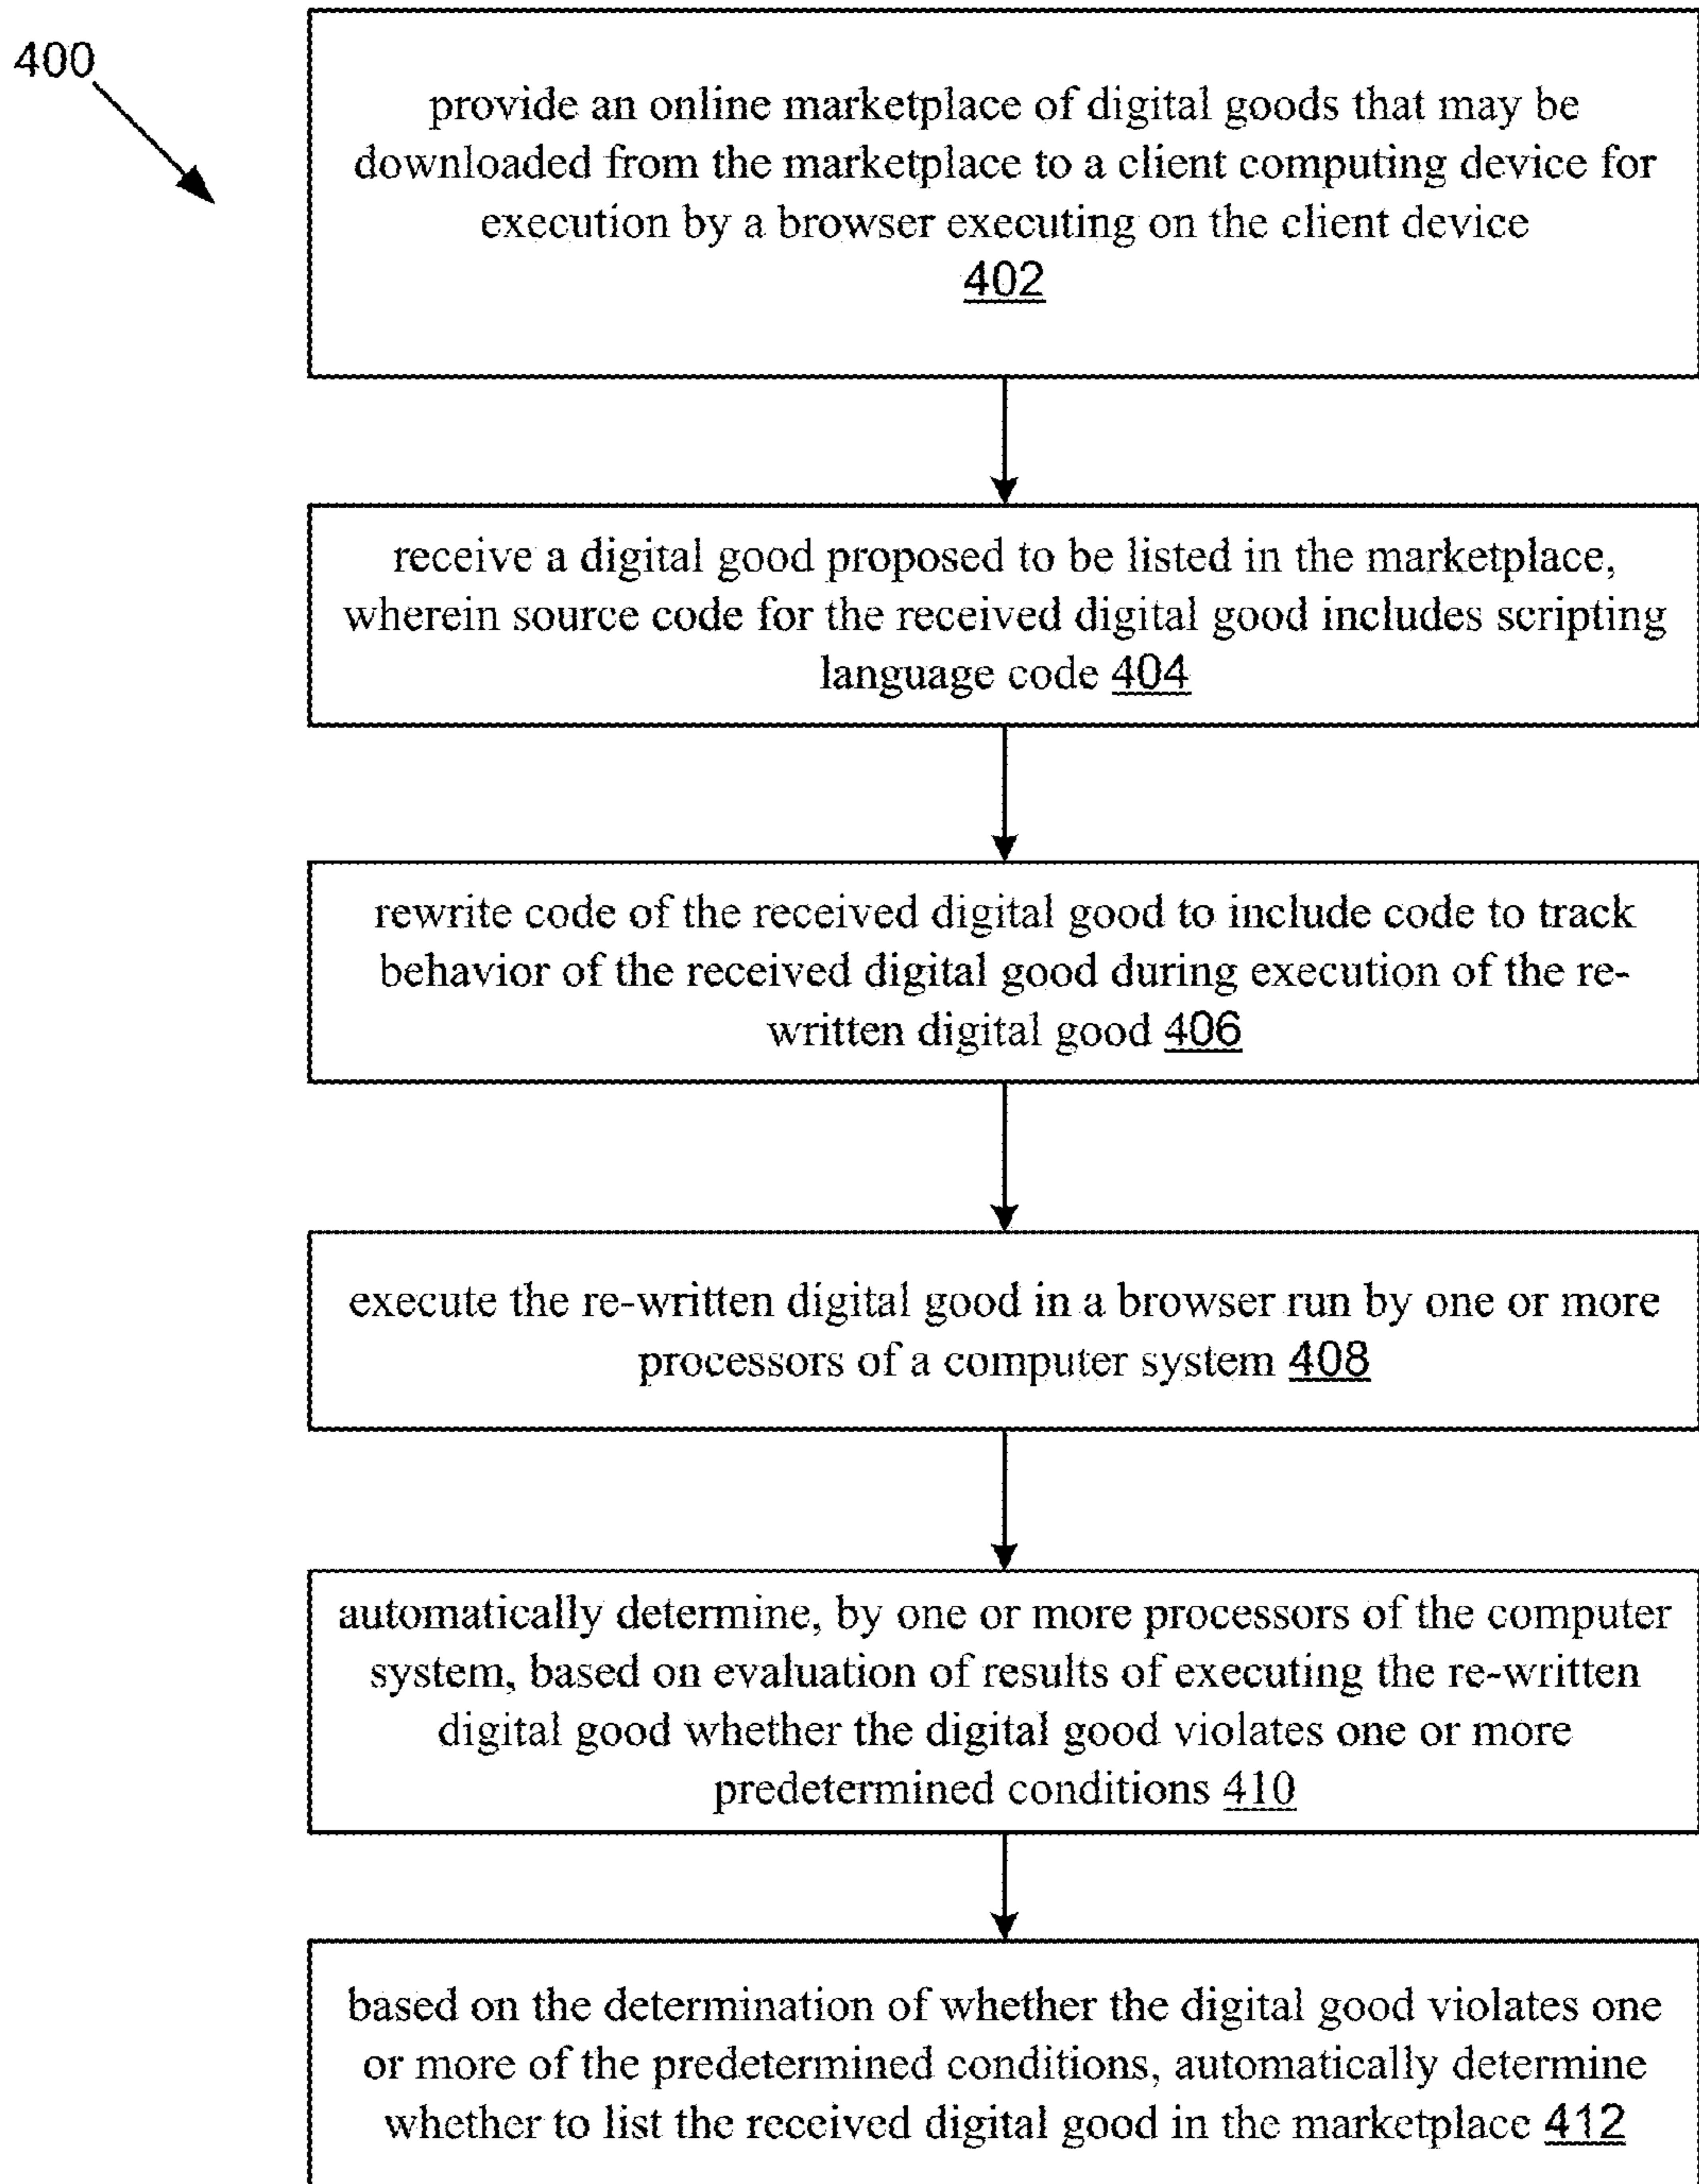 400
provide an online marketplace of digital goods that may be
downloaded from the marketplace to a client computing device for
execution by a browser executing on the client device
402
receive a digital good proposed to be listed in the marketplace,
wherein source code for the received digital good includes scripting
language code 404
rewrite code of the received digital good to include code to track
behavior of the received digital good during execution of the re-
written digital good 406
execute the re-written digital good in a browser run by one or more
processors of a computer system 408
automatically determine, by one or more processors of the computer
system, based on evaluation of results of executing the re-written
digital good whether the digital good violates one or more
predetermined conditions 410
based on the determination of whether the digital good violates one
or more of the predetermined conditions, automatically determine
whether to list the received digital good in the marketplace 412